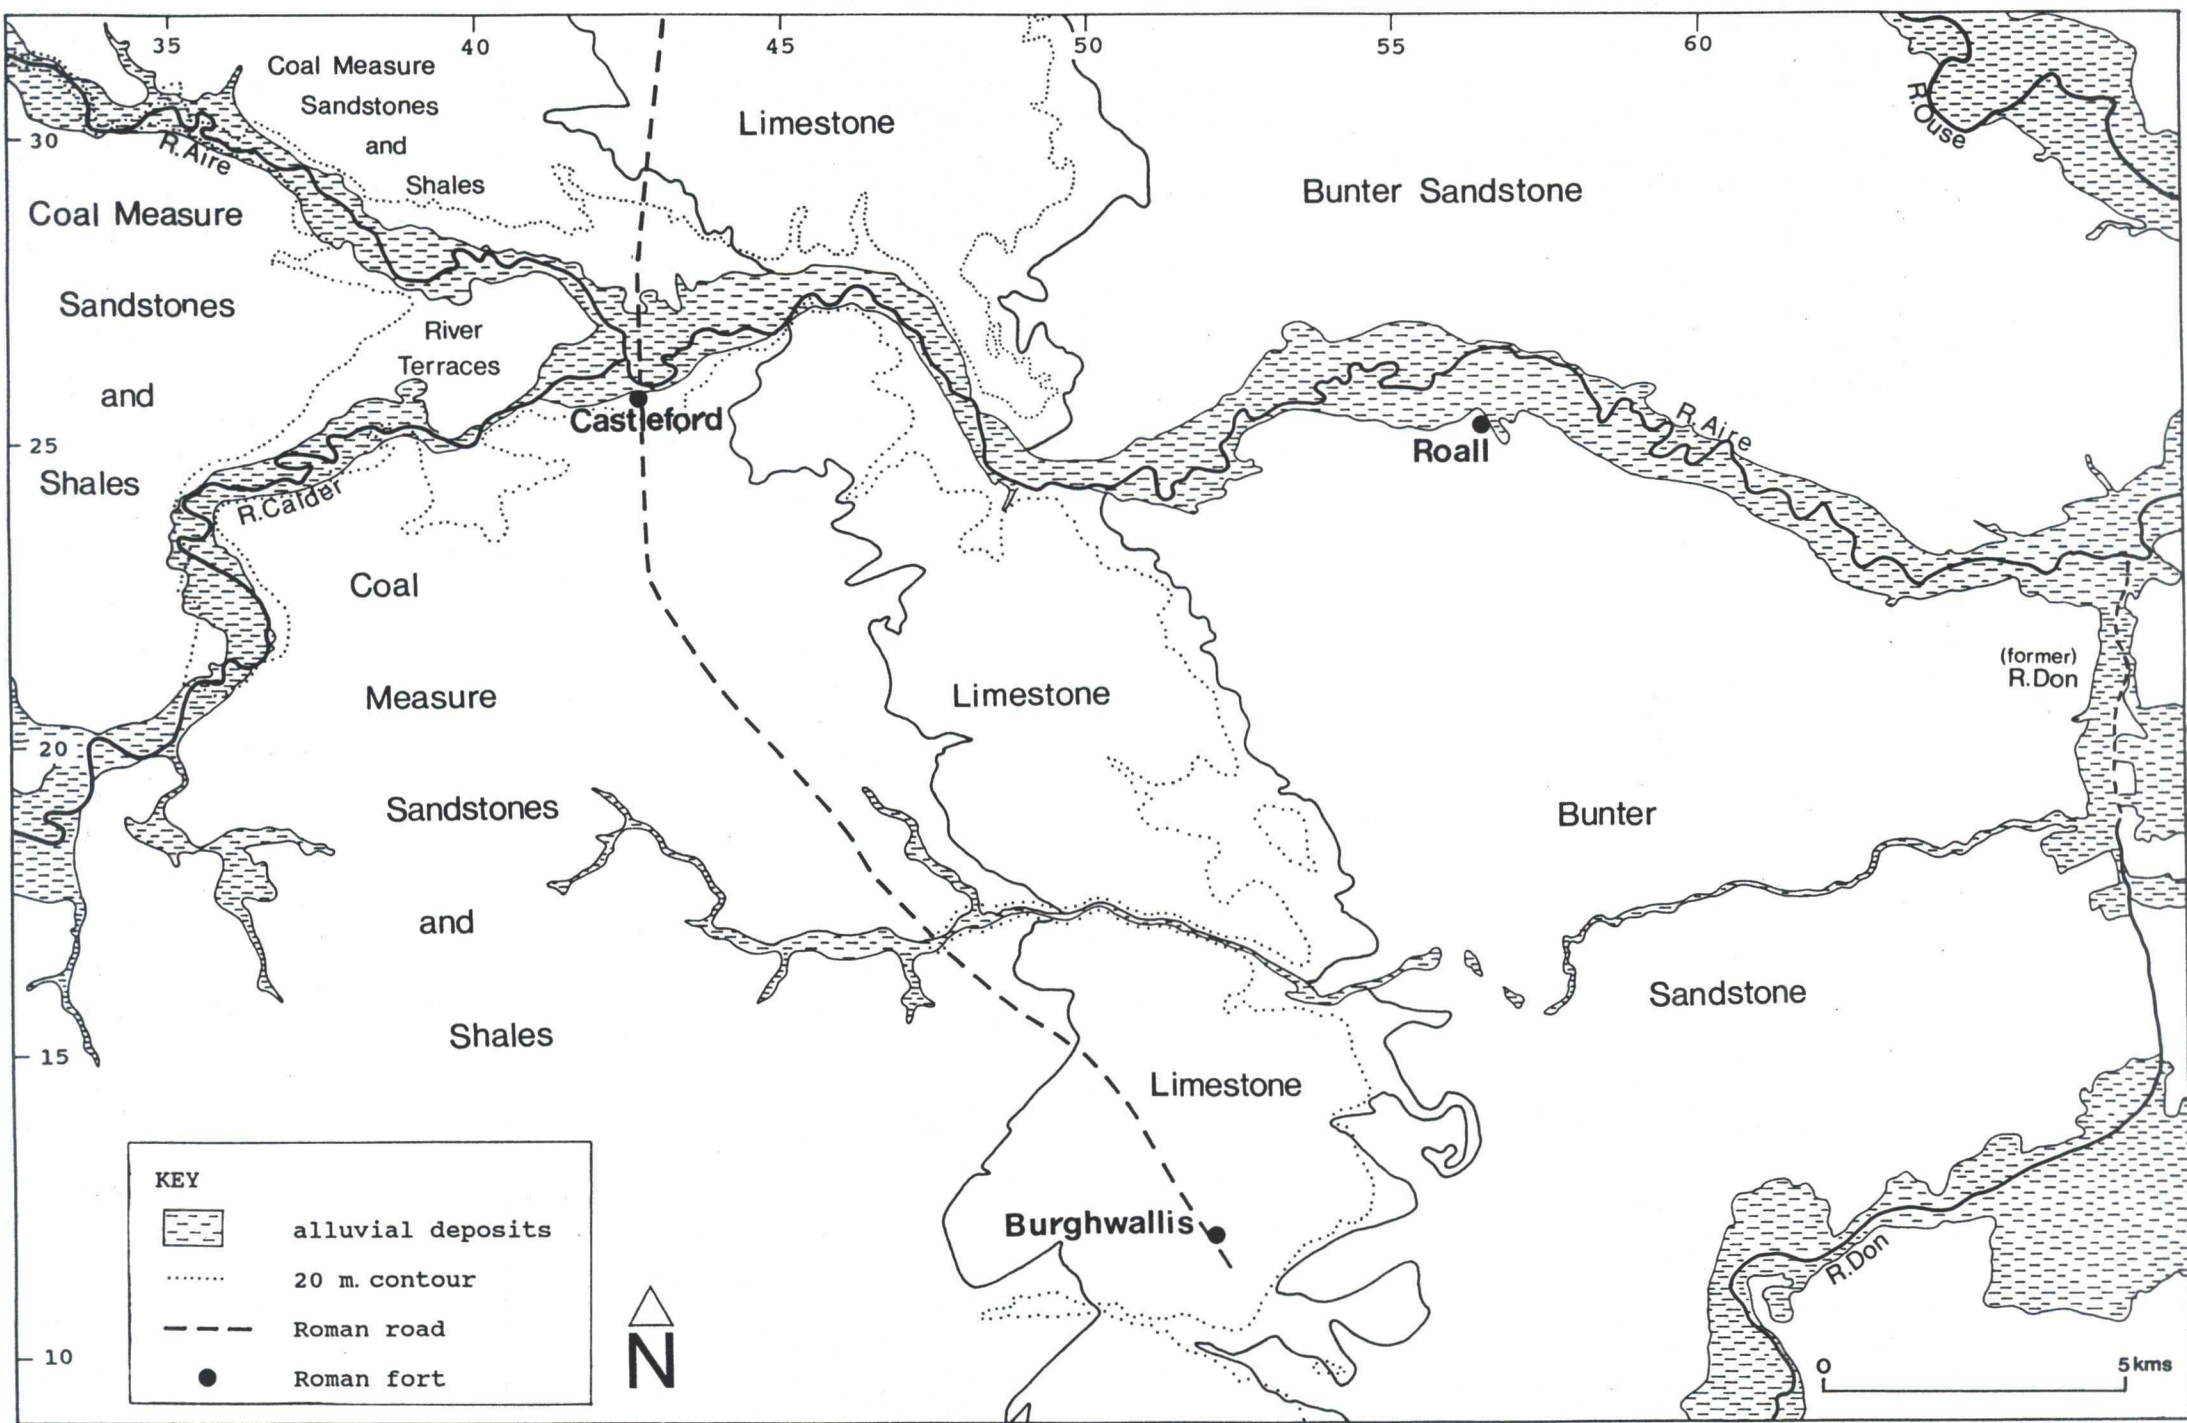 35
40
45
50
55
60
Coal Measure
Sandstones
and
Shales
Limestone
R.Ouse
30
R.Aire
Bunter Sandstone
Coal Measure
Sandstones
and
Shales
River
Terraces
Castleford
25
R.Calder
Roall
R.Aire
Coal
Measure
Sandstones
and
Shales
Limestone
(former)
R.Don
20
Bunter
Sandstone
15
Limestone
Burghwallis
R.Don
10
KEY
alluvial deposits
20 m. contour
Roman road
Roman fort
N
0
5kms